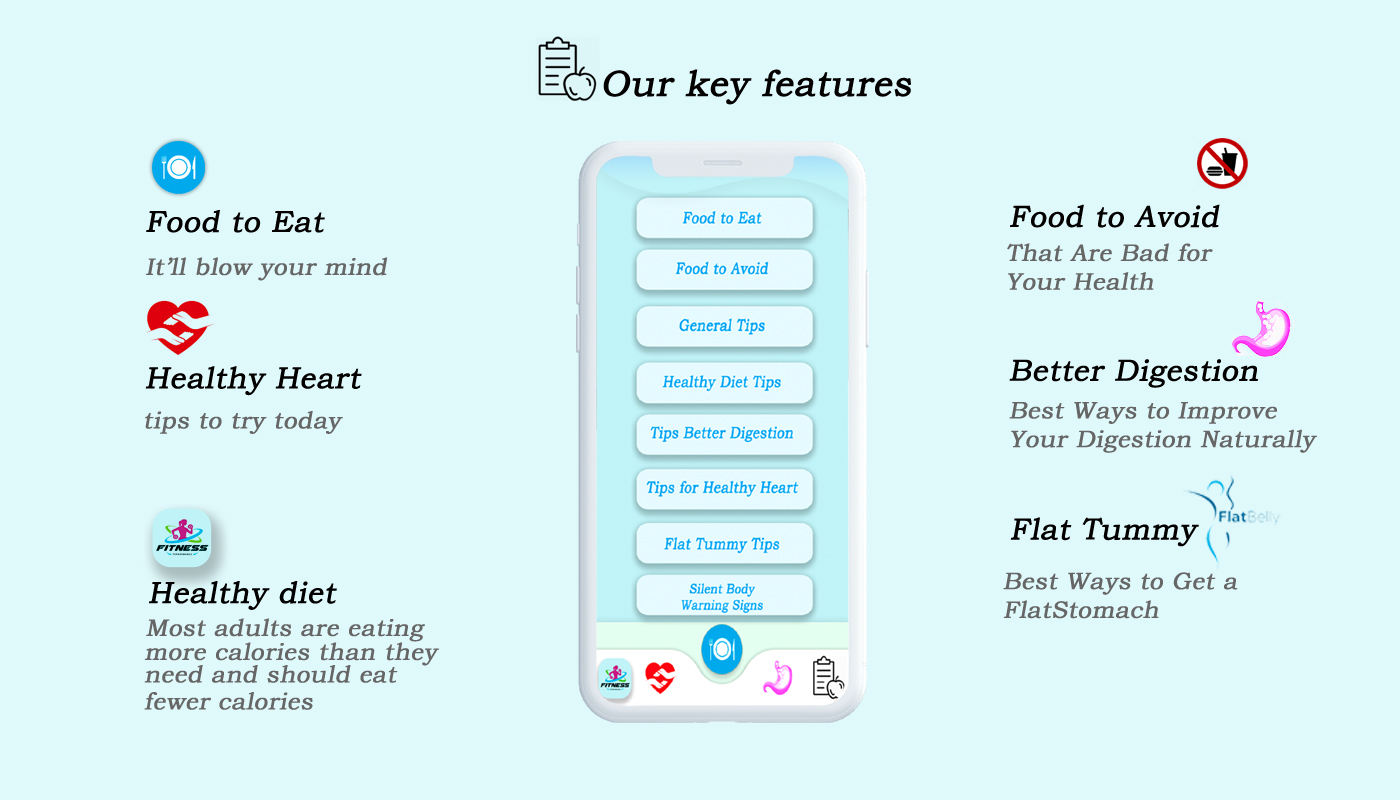 Our key features
Food to Eat
It'll blow your mind
Healthy Heart
tips to try today
FITNESS
Healthy diet
Most adults are eating
more calories than they
need and should eat
fewer calories
Food to Eat
Food to Avoid
General Tips
Healthy Diet Tips
Tips Better Digestion
Tips for Healthy Heart
Flat Tummy Tips
Silent Body
Warning Signs
FITNESS
Food to Avoid
That Are Bad for
Your Health
Better Digestion
Best Ways to Improve
Your Digestion Naturally
FlatBelly
Flat Tummy
Best Ways to Get a
FlatStomach